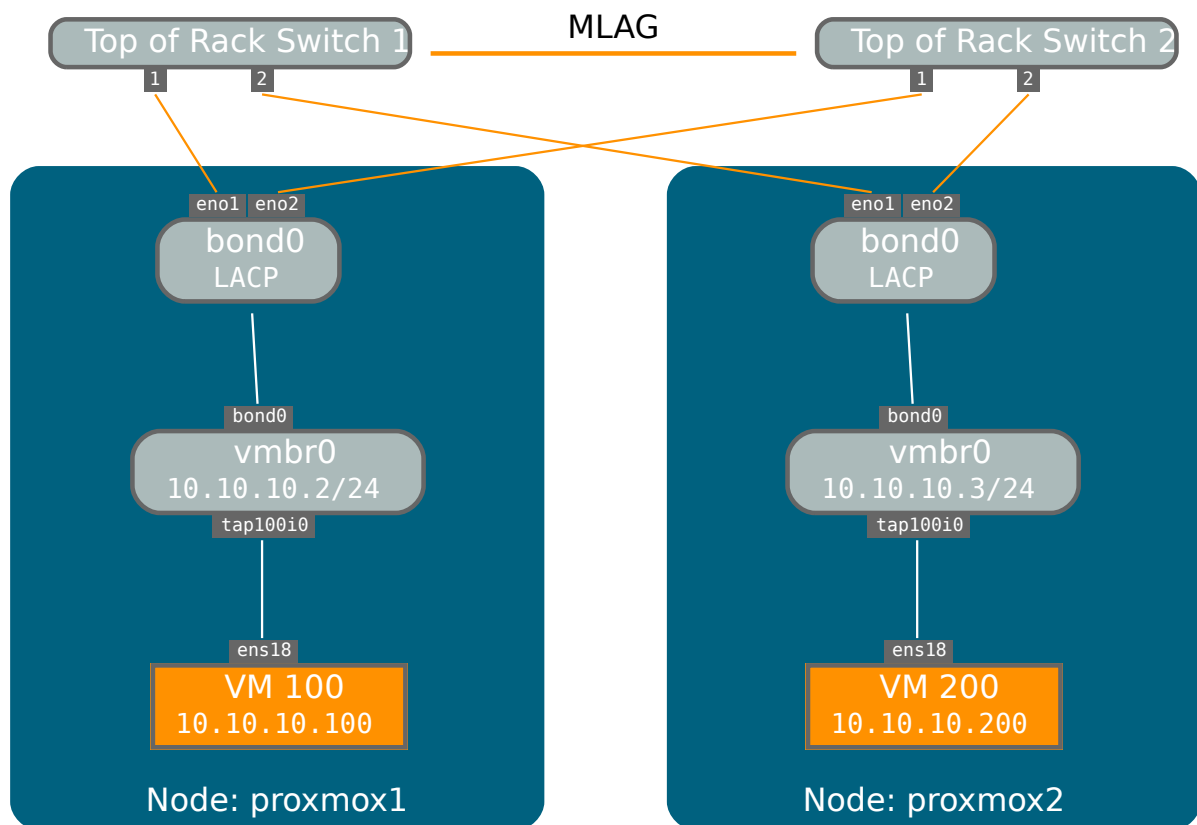 MLAG
Top of Rack Switch 1
Top of Rack Switch 2
1
2
1
2
eno1
eno2
bond0
LACP
bond0
vmbr0
10.10.10.2/24
tap100i0
ens18
VM 100
10.10.10.100
Node: proxmox1
eno1
eno2
bond0
LACP
bond0
vmbr0
10.10.10.3/24
tap100i0
ens18
VM 200
10.10.10.200
Node: proxmox2